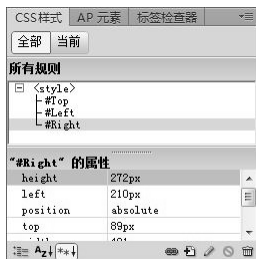 CSS样式 AP 元素 标签检查器
全部 当前
所有规则
<style>
#Top
#Left
#Right
"#Right" 的属性
height 272px
left 210px
position absolute
top 89px